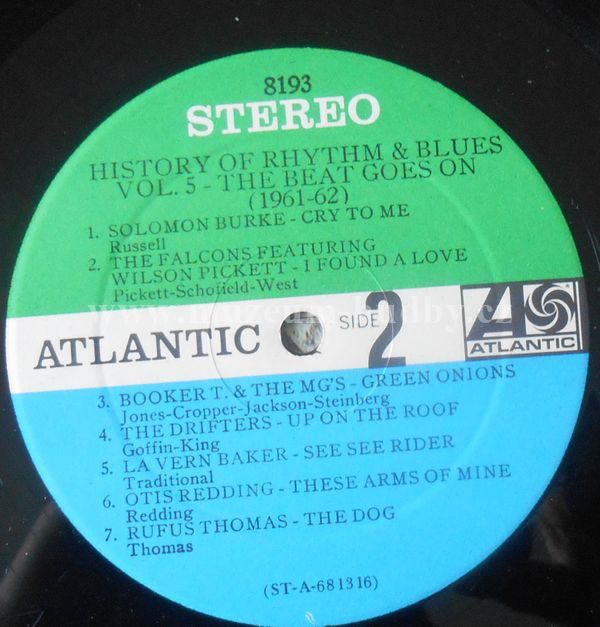 8193
STEREO
HISTORY OF RHYTHM & BLUES
VOL. 5 - THE BEAT GOES ON
(1961-62)
1. SOLOMON BURKE - CRY TO ME
Russell
2. THE FALCONS FEATURING
WILSON PICKETT - I FOUND A LOVE
Pickett-Schofield-West
ATLANTIC
SIDE 2
ATLANTIC
3. BOOKER T. & THE MG'S - GREEN ONIONS
Jones-Cropper-Jackson-Steinberg
4. THE DRIFTERS - UP ON THE ROOF
Goffin-King
5. LA VERN BAKER - SEE SEE RIDER
Traditional
6. OTIS REDDING - THESE ARMS OF MINE
Redding
7. RUFUS THOMAS - THE DOG
Thomas
(ST-A-681316)